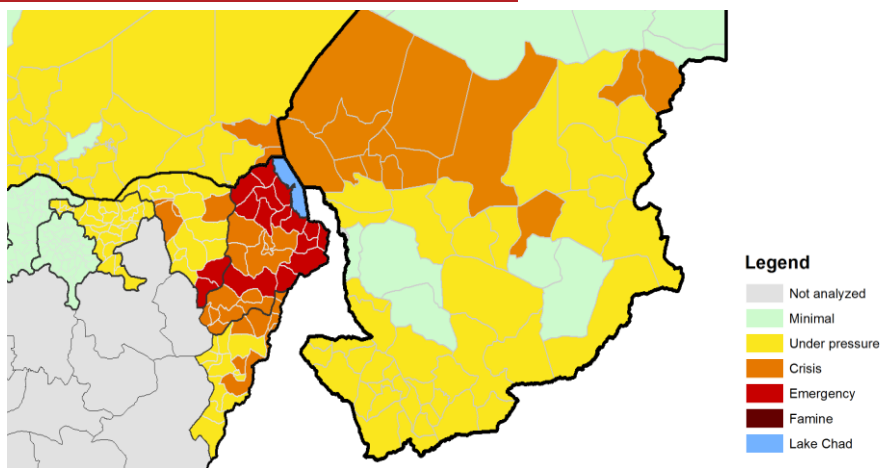 Legend
Not analyzed
Minimal
Under pressure
Crisis
Emergency
Famine
Lake Chad